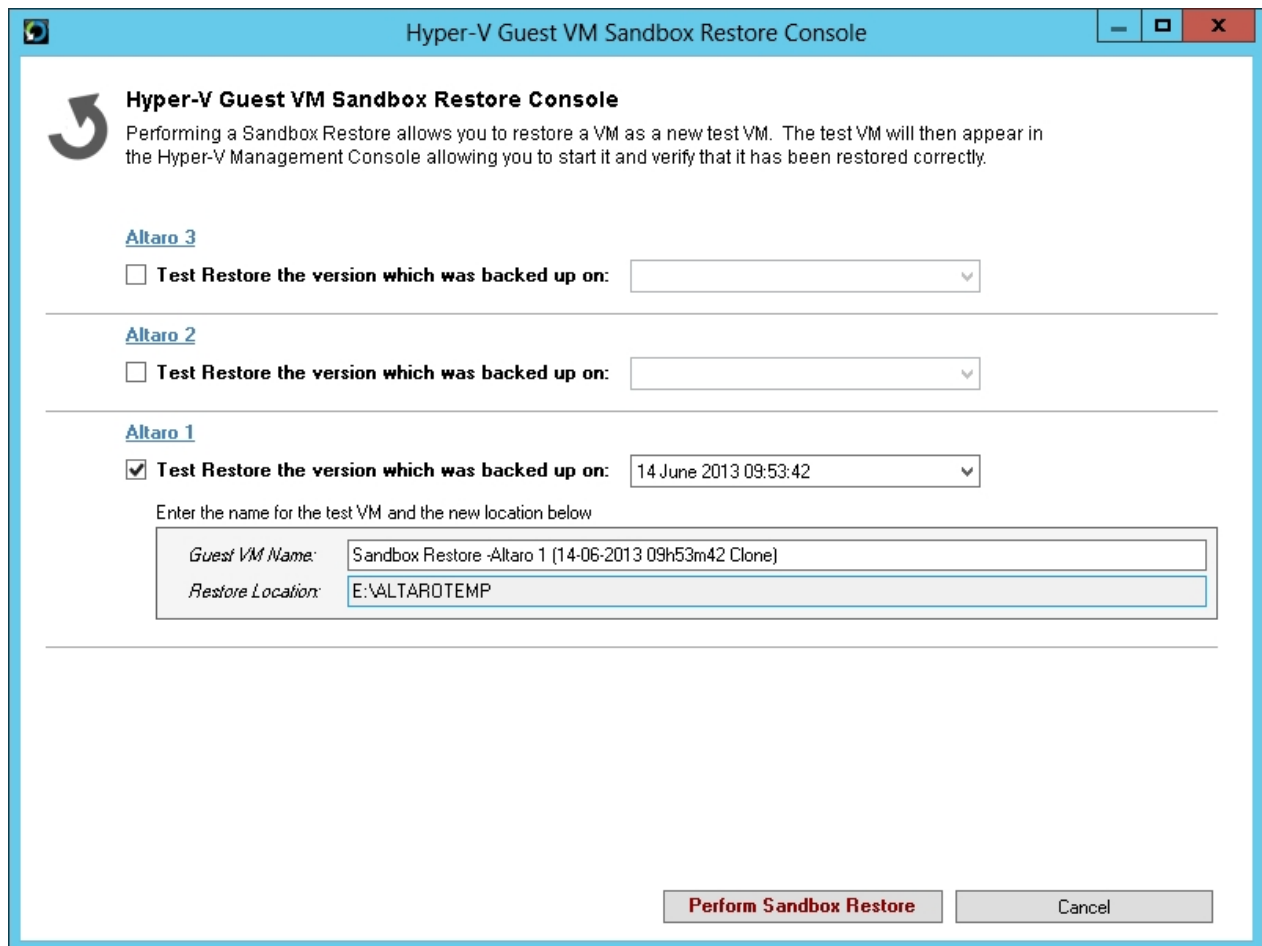 Hyper-V Guest VM Sandbox Restore Console
Hyper-V Guest VM Sandbox Restore Console
Performing a Sandbox Restore allows you to restore a VM as a new test VM. The test VM will then appear in
the Hyper-V Management Console allowing you to start it and verify that it has been restored correctly.
Altaro 3
Test Restore the version which was backed up on:
Altaro 2
Test Restore the version which was backed up on:
Altaro 1
Test Restore the version which was backed up on: 14 June 2013 09:53:42
Enter the name for the test VM and the new location below
Guest VM Name: Sandbox Restore -Altaro 1 (14-06-2013 09h53m42 Clone)
Restore Location: E:\ALTAROTEMP
Perform Sandbox Restore Cancel